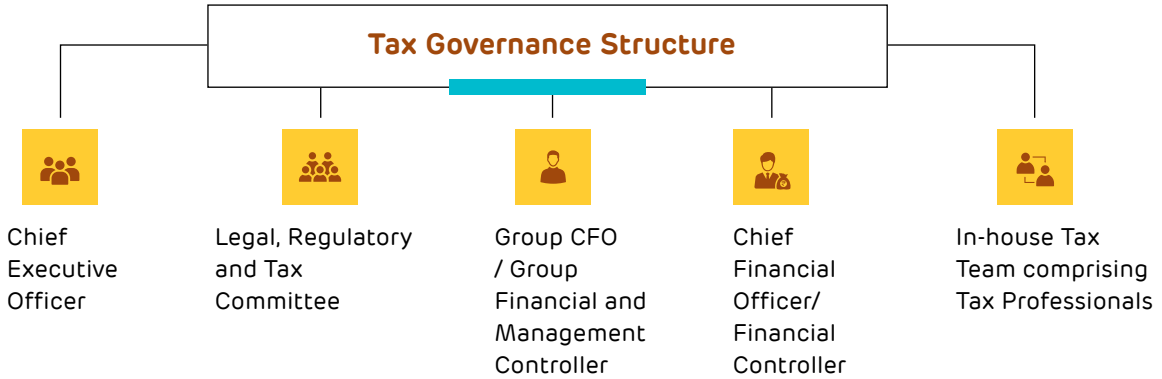 Tax Governance Structure
Chief
Executive
Officer
Legal, Regulatory
and Tax
Committee
Group CFO
/ Group
Financial and
Management
Controller
Chief
Financial
Officer/
Financial
Controller
In-house Tax
Team comprising
Tax Professionals